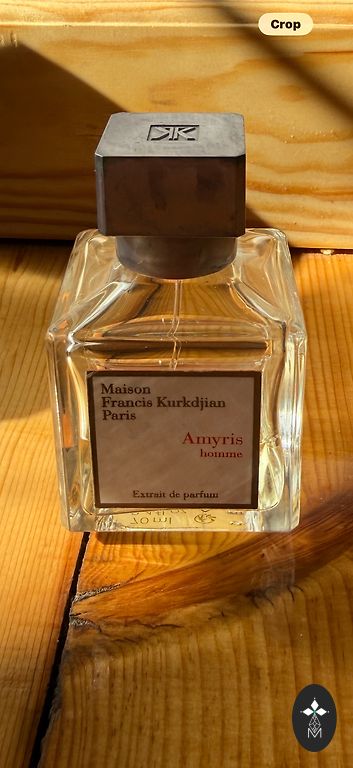 Crop
Maison
Francis Kurkdjian
Paris
Amyris
homme
Extrait de parfum